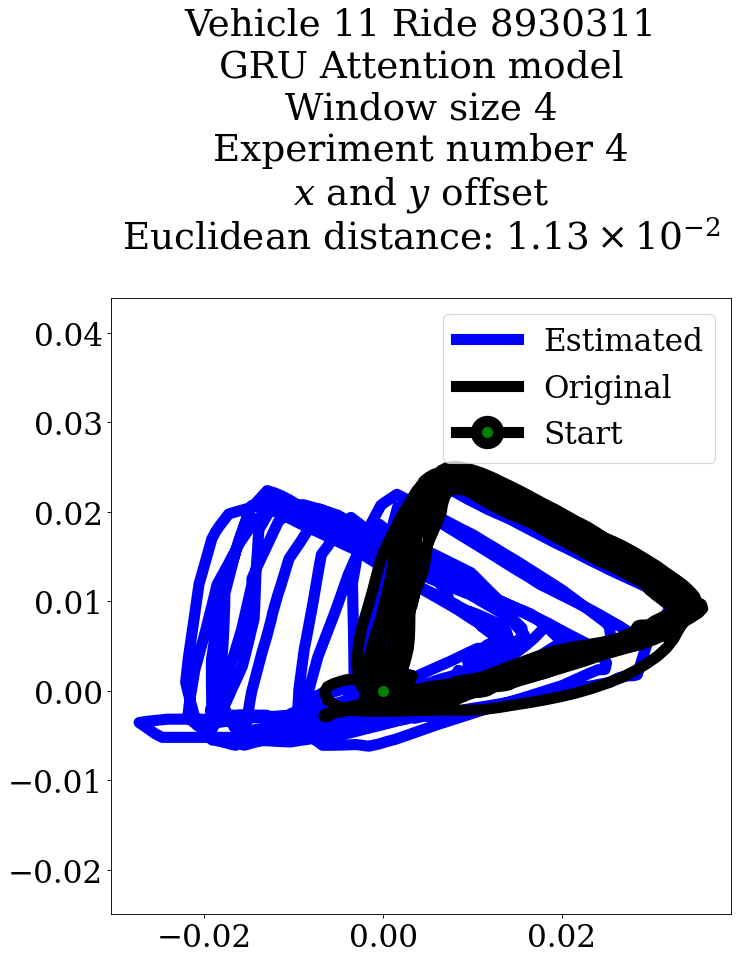 Vehicle 11 Ride 8930311
GRU Attention model
Window size 4
Experiment number 4
x and y offset
Euclidean distance: 1.13 × 10⁻²
Estimated
Original
Start
0.04
0.03
0.02
0.01
0.00
−0.01
−0.02
−0.02 0.00 0.02